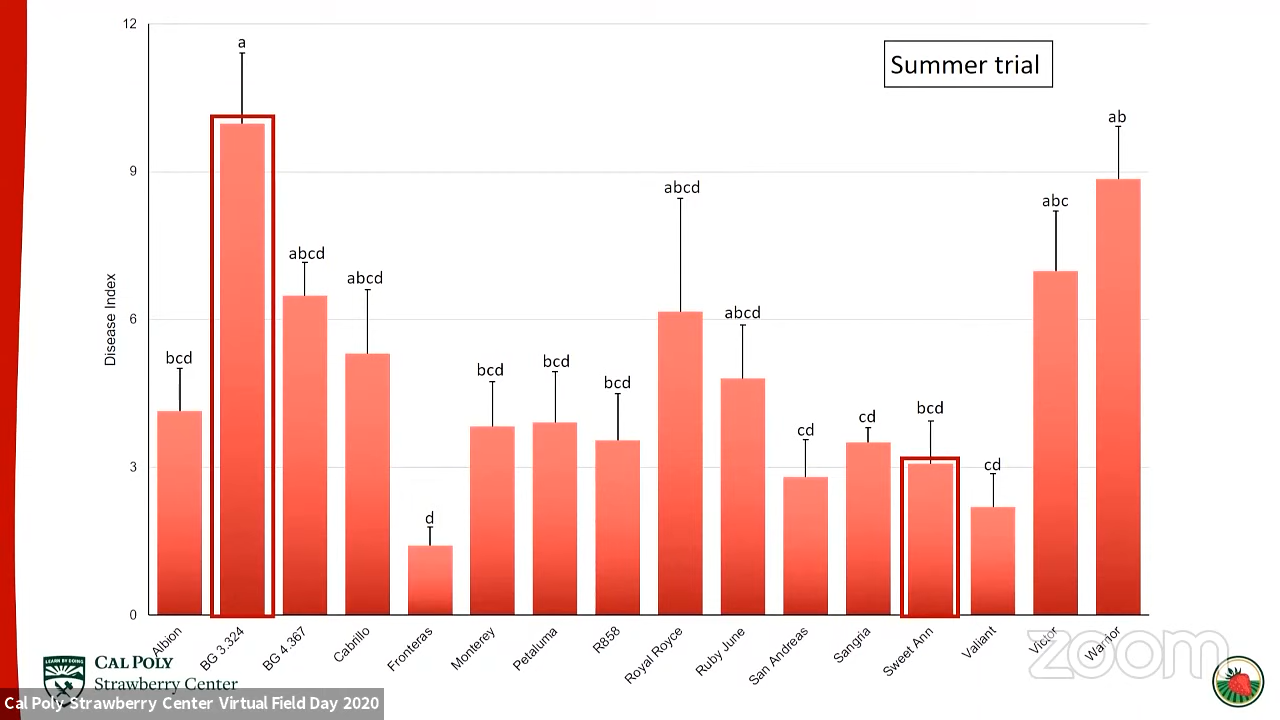 12
a
Summer trial
ab
9
abcd
abc
abcd
abcd
Disease Index
6
abcd
bcd
bcd
bcd
bcd
bcd
cd
cd
3
cd
d
0
Albion
BG 3.324
BG 4.367
Cabrillo
Fronteras
Monterey
Petaluma
R858
Royal Royce
Ruby June
San Andreas
Sangria
Sweet Ann
Valiant
Victor
Warrior
zoom
LEARN BY DOING
CAL POLY
Strawberry Center
Cal Poly Strawberry Center Virtual Field Day 2020